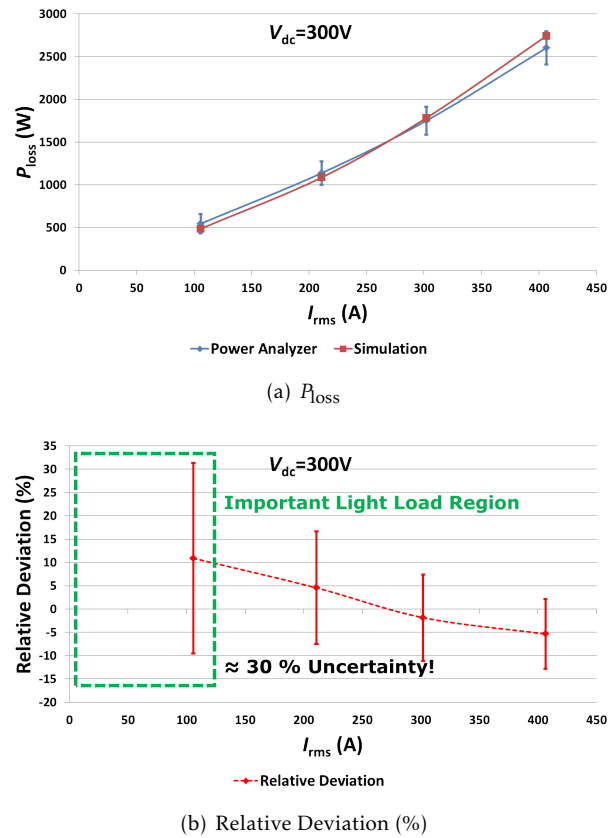 V_dc=300V
3000
2500
2000
1500
1000
500
0
P_loss (W)
0 50 100 150 200 250 300 350 400 450
I_rms (A)
Power Analyzer Simulation
(a) P_loss
35
30
25
20
15
10
5
0
-5
-10
-15
-20
Relative Deviation (%)
V_dc=300V
Important Light Load Region
≈ 30 % Uncertainty!
0 50 100 150 200 250 300 350 400 450
I_rms (A)
Relative Deviation
(b) Relative Deviation (%)